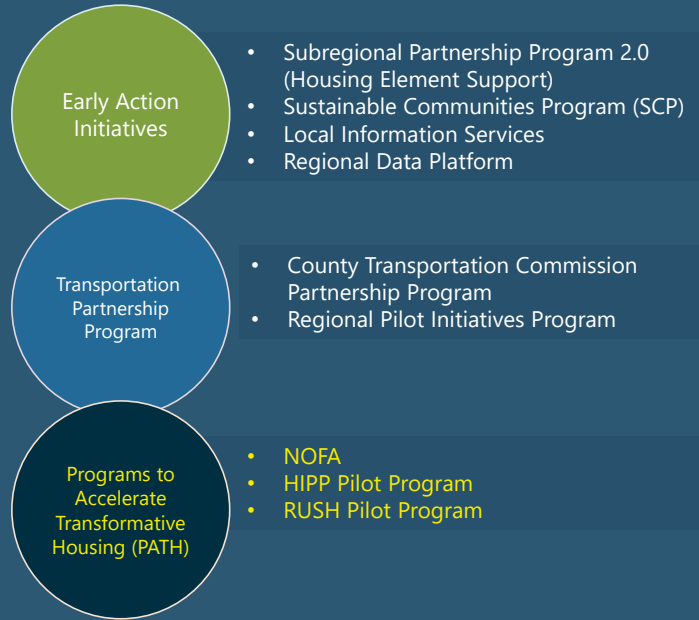 Early Action
Initiatives
• Subregional Partnership Program 2.0
(Housing Element Support)
• Sustainable Communities Program (SCP)
• Local Information Services
• Regional Data Platform
Transportation
Partnership
Program
• County Transportation Commission
Partnership Program
• Regional Pilot Initiatives Program
Programs to
Accelerate
Transformative
Housing (PATH)
• NOFA
• HIPP Pilot Program
• RUSH Pilot Program